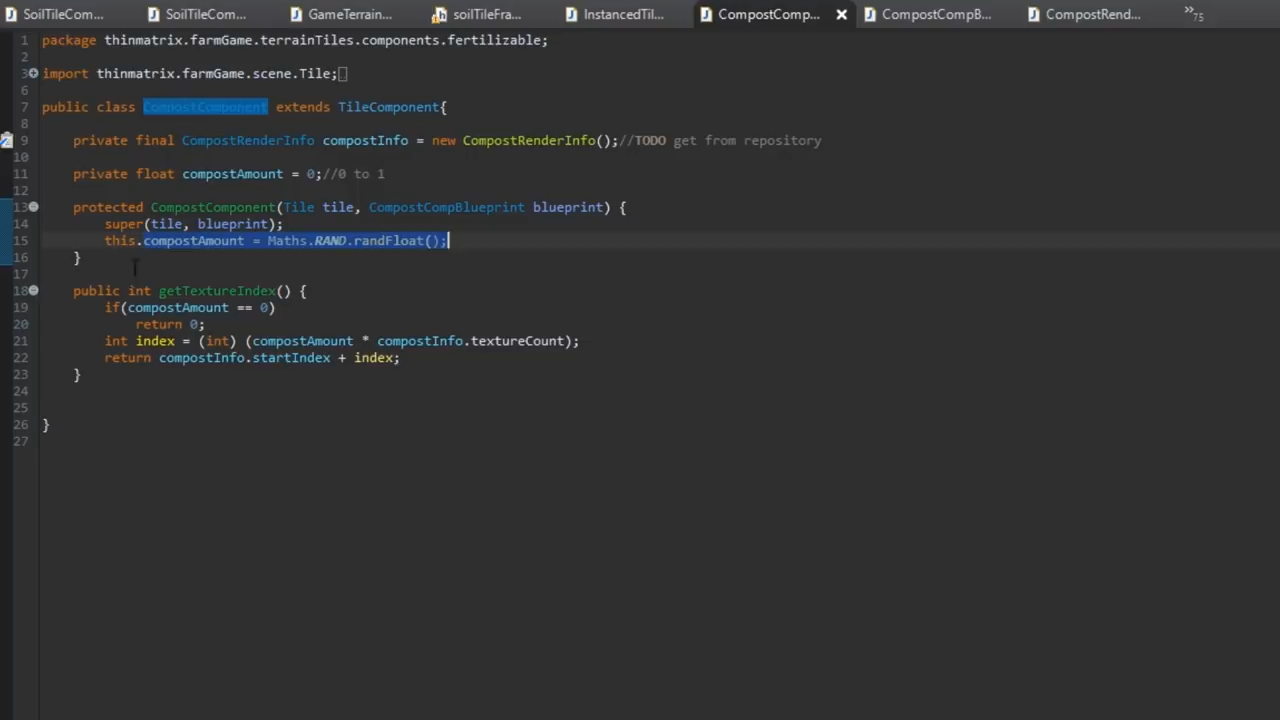 SoilTileCom... SoilTileCom... GameTerrain... soilTileFra... InstancedTil... CompostComp... CompostCompB... CompostRend... 75
1 package thinmatrix.farmGame.terrainTiles.components.fertilizable;
2
3 import thinmatrix.farmGame.scene.Tile;
6
7 public class CompostComponent extends TileComponent{
8
9 private final CompostRenderInfo compostInfo = new CompostRenderInfo();//TODO get from repository
10
11 private float compostAmount = 0;//0 to 1
12
13 protected CompostComponent(Tile tile, CompostCompBlueprint blueprint) {
14 super(tile, blueprint);
15 this.compostAmount = Maths.RAND.randFloat();
16 }
17
18 public int getTextureIndex() {
19 if(compostAmount == 0)
20 return 0;
21 int index = (int) (compostAmount * compostInfo.textureCount);
22 return compostInfo.startIndex + index;
23 }
24
25
26 }
27